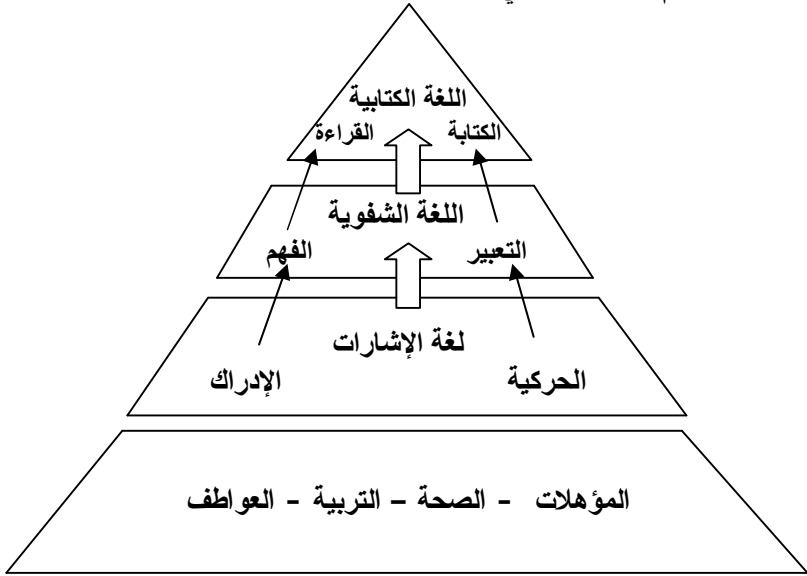 اللغة الكتابية
الكتابة القراءة
اللغة الشفوية
التعبير الفهم
لغة الإشارات
الحركية الإدراك
المؤهلات - الصحة – التربية - العواطف